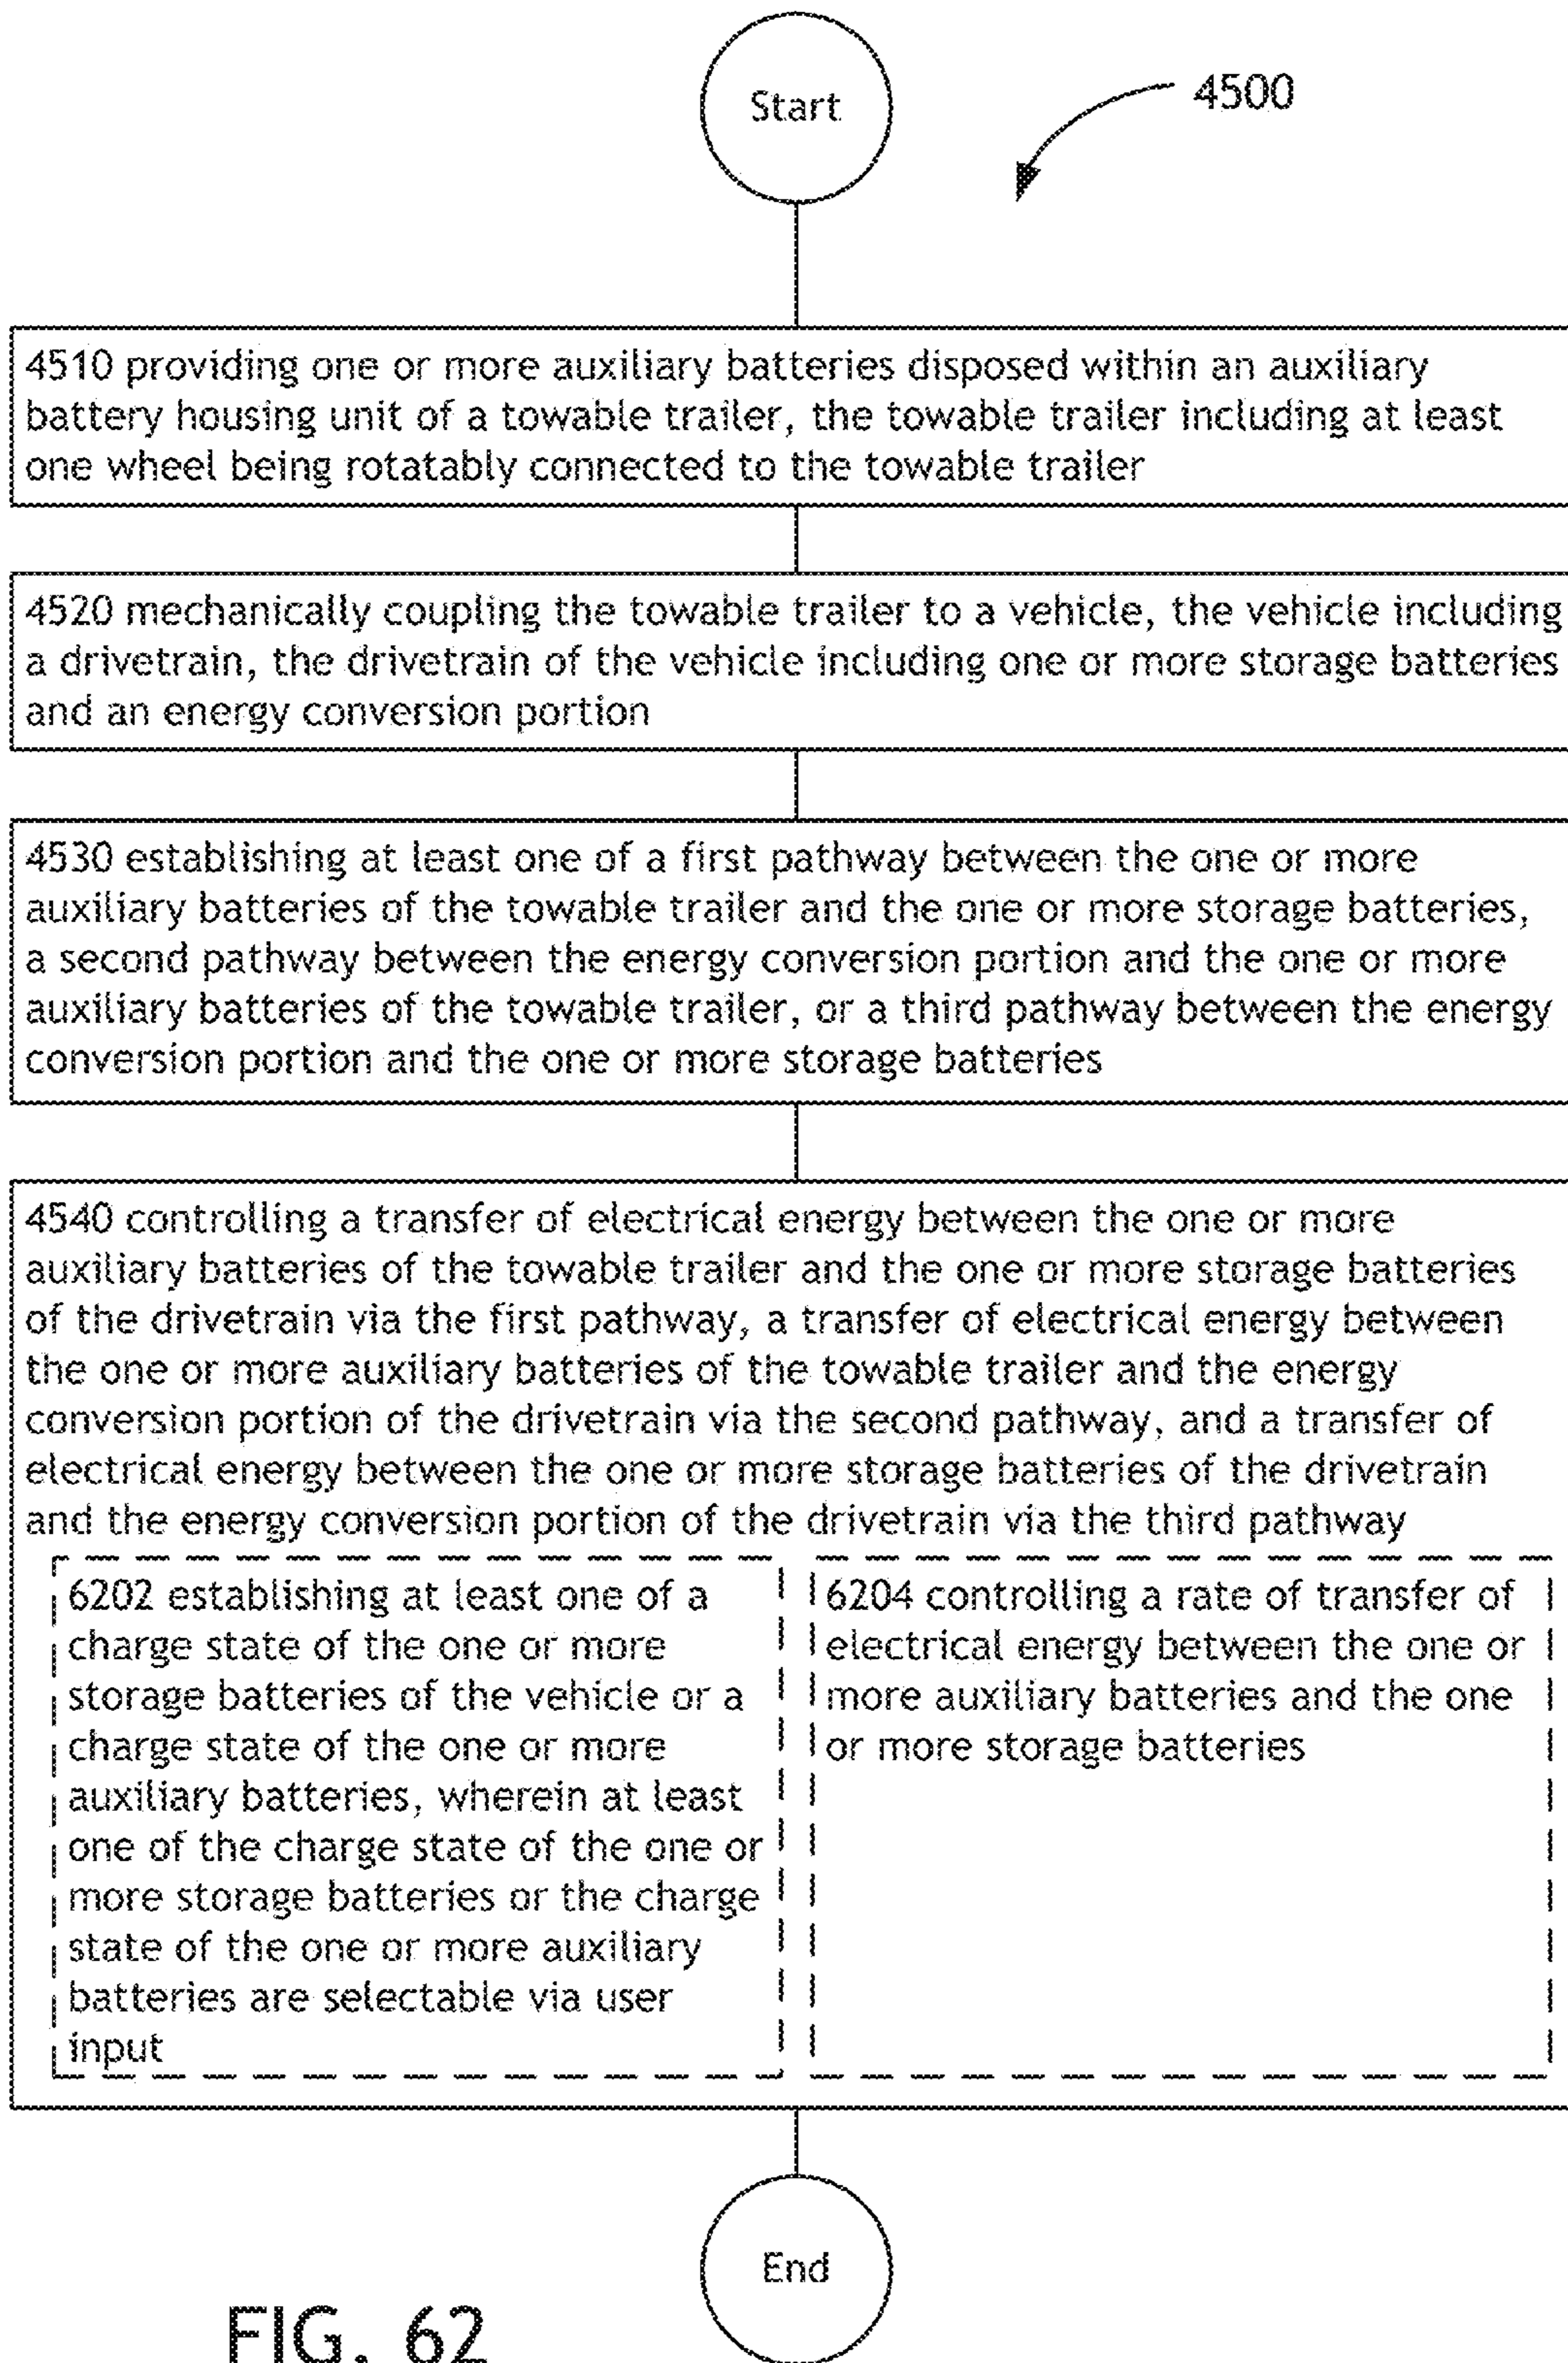 Start
4500
4510 providing one or more auxiliary batteries disposed within an auxiliary
battery housing unit of a towable trailer, the towable trailer including at least
one wheel being rotatably connected to the towable trailer
4520 mechanically coupling the towable trailer to a vehicle, the vehicle including
a drivetrain, the drivetrain of the vehicle including one or more storage batteries
and an energy conversion portion
4530 establishing at least one of a first pathway between the one or more
auxiliary batteries of the towable trailer and the one or more storage batteries,
a second pathway between the energy conversion portion and the one or more
auxiliary batteries of the towable trailer, or a third pathway between the energy
conversion portion and the one or more storage batteries
4540 controlling a transfer of electrical energy between the one or more
auxiliary batteries of the towable trailer and the one or more storage batteries
of the drivetrain via the first pathway, a transfer of electrical energy between
the one or more auxiliary batteries of the towable trailer and the energy
conversion portion of the drivetrain via the second pathway, and a transfer of
electrical energy between the one or more storage batteries of the drivetrain
and the energy conversion portion of the drivetrain via the third pathway
6202 establishing at least one of a
charge state of the one or more
storage batteries of the vehicle or a
charge state of the one or more
auxiliary batteries, wherein at least
one of the charge state of the one or
more storage batteries or the charge
state of the one or more auxiliary
batteries are selectable via user
input
6204 controlling a rate of transfer of
electrical energy between the one or
more auxiliary batteries and the one
or more storage batteries
End
FIG. 62